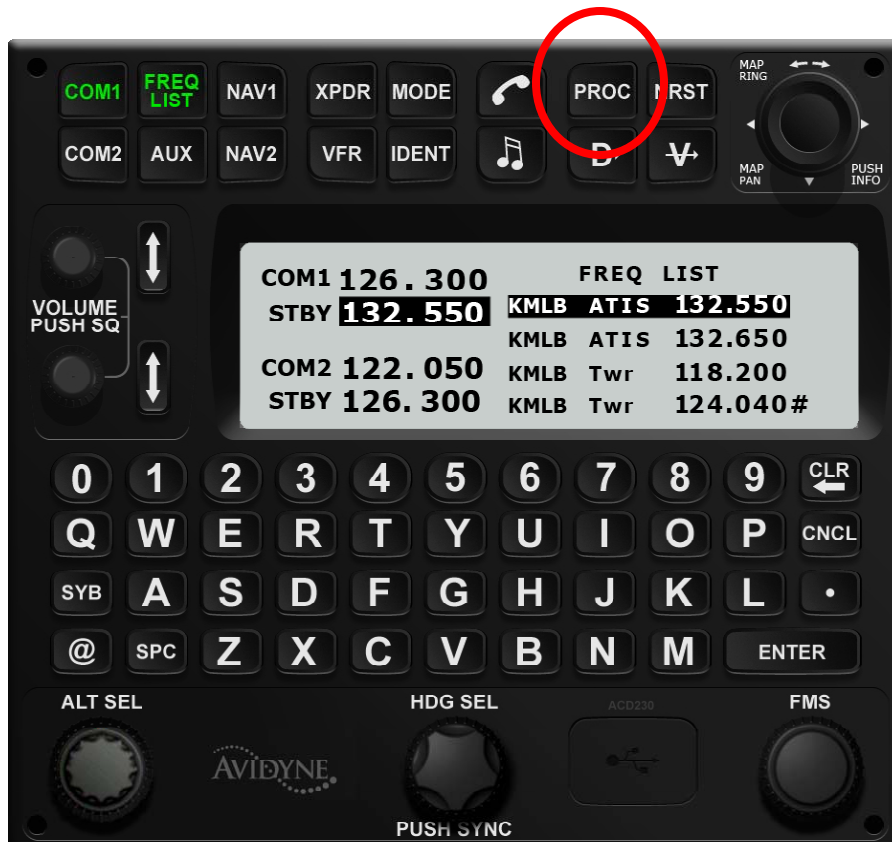 COM1 FREQ LIST NAV1 XPDR MODE PROC NRST
COM2 AUX NAV2 VFR IDENT D
MAP RING
MAP PAN
PUSH INFO
VOLUME
PUSH SQ
COM1 126.300
STBY 132.550
COM2 122.050
STBY 126.300
FREQ LIST
KMLB ATIS 132.550
KMLB ATIS 132.650
KMLB Twr 118.200
KMLB Twr 124.040#
0 1 2 3 4 5 6 7 8 9 CLR
Q W E R T Y U I O P CNCL
SYB A S D F G H J K L .
@ SPC Z X C V B N M ENTER
ALT SEL
HDG SEL
ACD230
FMS
AVIDYNE
PUSH SYNC